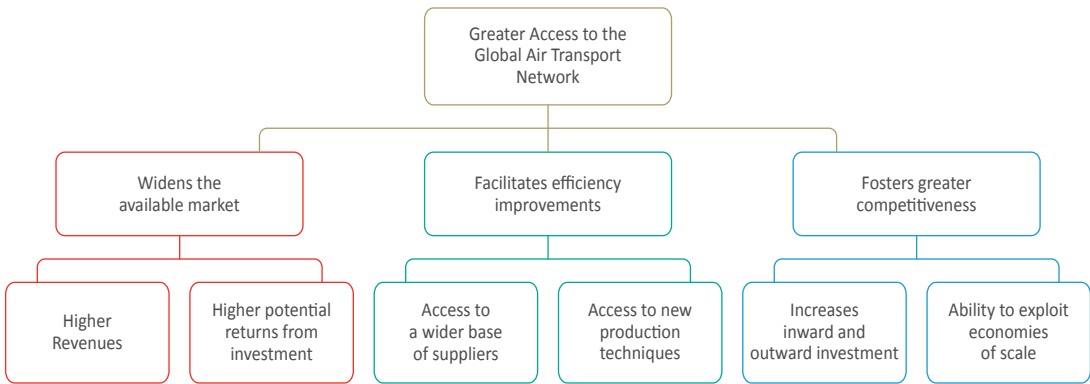 Greater Access to the
Global Air Transport
Network
Widens the
available market
Facilitates efficiency
improvements
Fosters greater
competitiveness
Higher
Revenues
Higher potential
returns from
investment
Access to
a wider base
of suppliers
Access to new
production
techniques
Increases
inward and
outward investment
Ability to exploit
economies
of scale